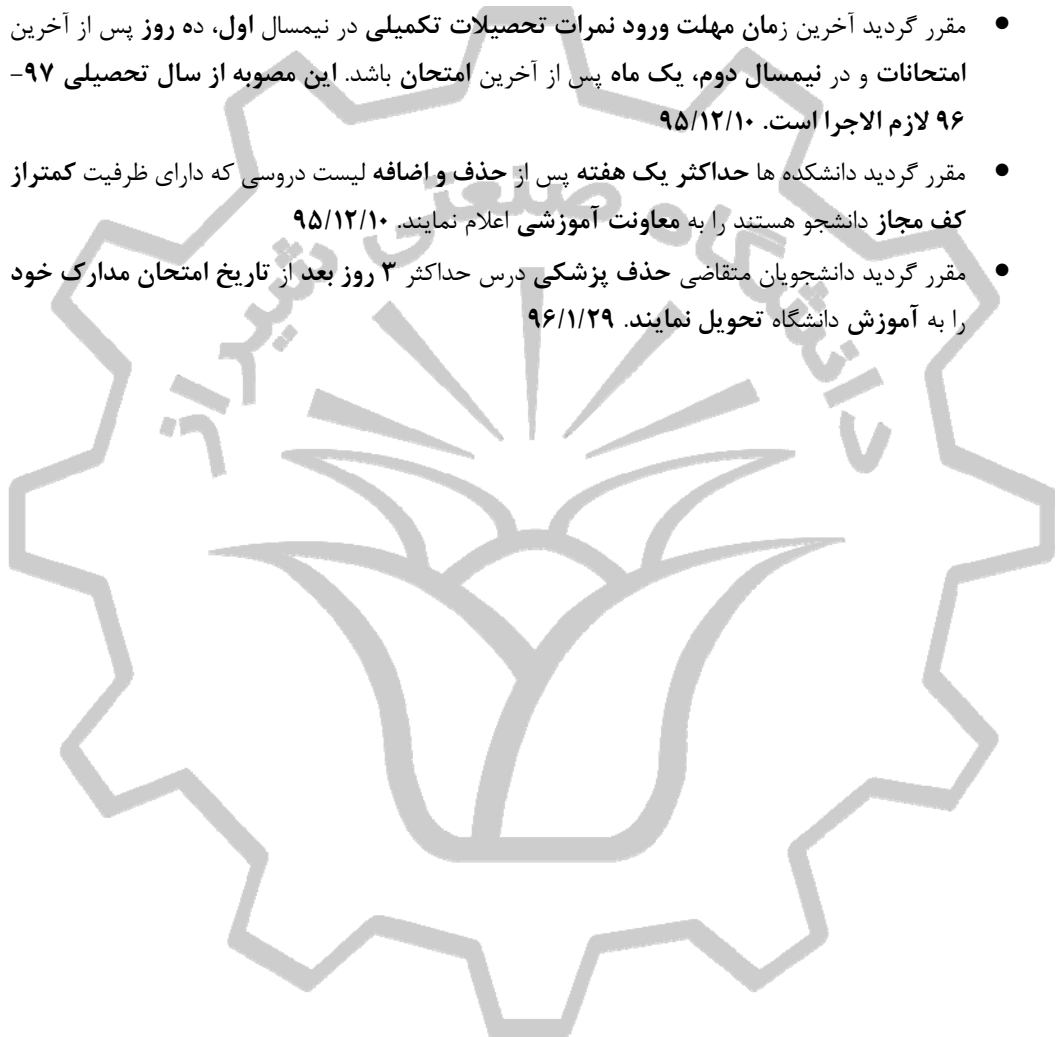 • مقرر گردید آخرین زمان مهلت ورود نمرات تحصیلات تکمیلی در نیمسال اول، ده روز پس از آخرین
امتحانات و در نیمسال دوم، یک ماه پس از آخرین امتحان باشد. این مصوبه از سال تحصیلی ۹۷-
۹۶ لازم الاجرا است. ۹۵/۱۲/۱۰
• مقرر گردید دانشکده ها حداکثر یک هفته پس از حذف و اضافه لیست دروسی که دارای ظرفیت کمتراز
کف مجاز دانشجو هستند را به معاونت آموزشی اعلام نمایند. ۹۵/۱۲/۱۰
• مقرر گردید دانشجویان متقاضی حذف پزشکی درس حداکثر ۳ روز بعد از تاریخ امتحان مدارک خود
را به آموزش دانشگاه تحویل نمایند. ۹۶/۱/۲۹
دانشگاه صنعتی شیراز